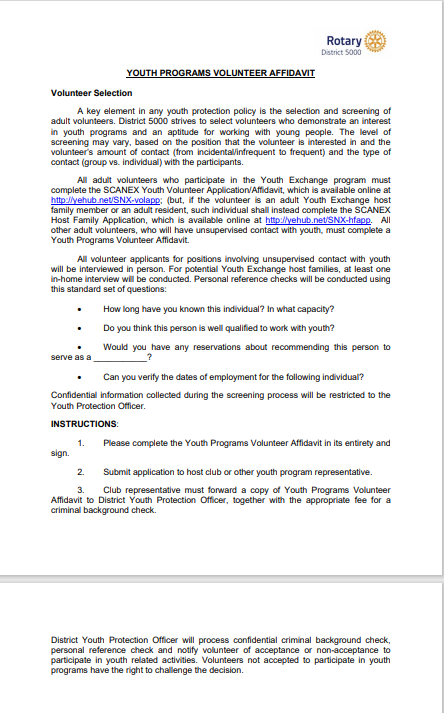 Rotary
District 5000
YOUTH PROGRAMS VOLUNTEER AFFIDAVIT
Volunteer Selection
A key element in any youth protection policy is the selection and screening of
adult volunteers. District 5000 strives to select volunteers who demonstrate an interest
in youth programs and an aptitude for working with young people. The level of
screening may vary, based on the position that the volunteer is interested in and the
volunteer's amount of contact (from incidental/infrequent to frequent) and the type of
contact (group vs. individual) with the participants.
All adult volunteers who participate in the Youth Exchange program must
complete the SCANEX Youth Volunteer Application/Affidavit, which is available online at
http://yehub.net/SNX-volapp; (but, if the volunteer is an adult Youth Exchange host
family member or an adult resident, such individual shall instead complete the SCANEX
Host Family Application, which is available online at http://yehub.net/SNX-hfapp. All
other adult volunteers, who will have unsupervised contact with youth, must complete a
Youth Programs Volunteer Affidavit.
All volunteer applicants for positions involving unsupervised contact with youth
will be interviewed in person. For potential Youth Exchange host families, at least one
in-home interview will be conducted. Personal reference checks will be conducted using
this standard set of questions:
• How long have you known this individual? In what capacity?
• Do you think this person is well qualified to work with youth?
• Would you have any reservations about recommending this person to
serve as a ___________?
• Can you verify the dates of employment for the following individual?
Confidential information collected during the screening process will be restricted to the
Youth Protection Officer.
INSTRUCTIONS:
1. Please complete the Youth Programs Volunteer Affidavit in its entirety and
sign.
2. Submit application to host club or other youth program representative.
3. Club representative must forward a copy of Youth Programs Volunteer
Affidavit to District Youth Protection Officer, together with the appropriate fee for a
criminal background check.
District Youth Protection Officer will process confidential criminal background check,
personal reference check and notify volunteer of acceptance or non-acceptance to
participate in youth related activities. Volunteers not accepted to participate in youth
programs have the right to challenge the decision.